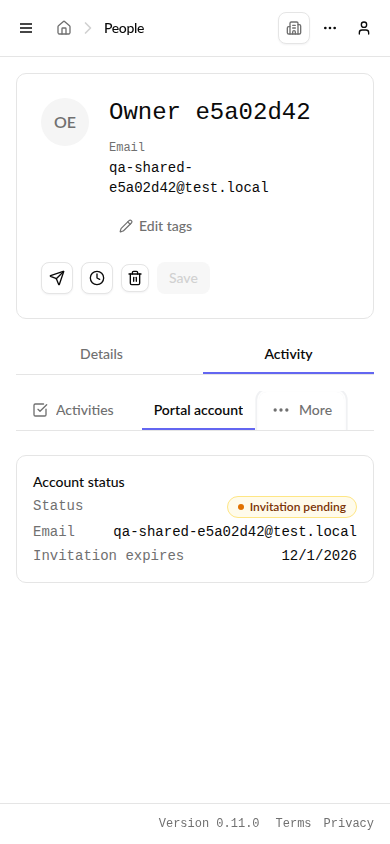 People
OE
Owner e5a02d42
Email
qa-shared-
e5a02d42@test.local
Edit tags
Save
Details
Activity
Activities
Portal account
More
Account status
Status
Invitation pending
Email
qa-shared-e5a02d42@test.local
Invitation expires
12/1/2026
Version 0.11.0
Terms
Privacy